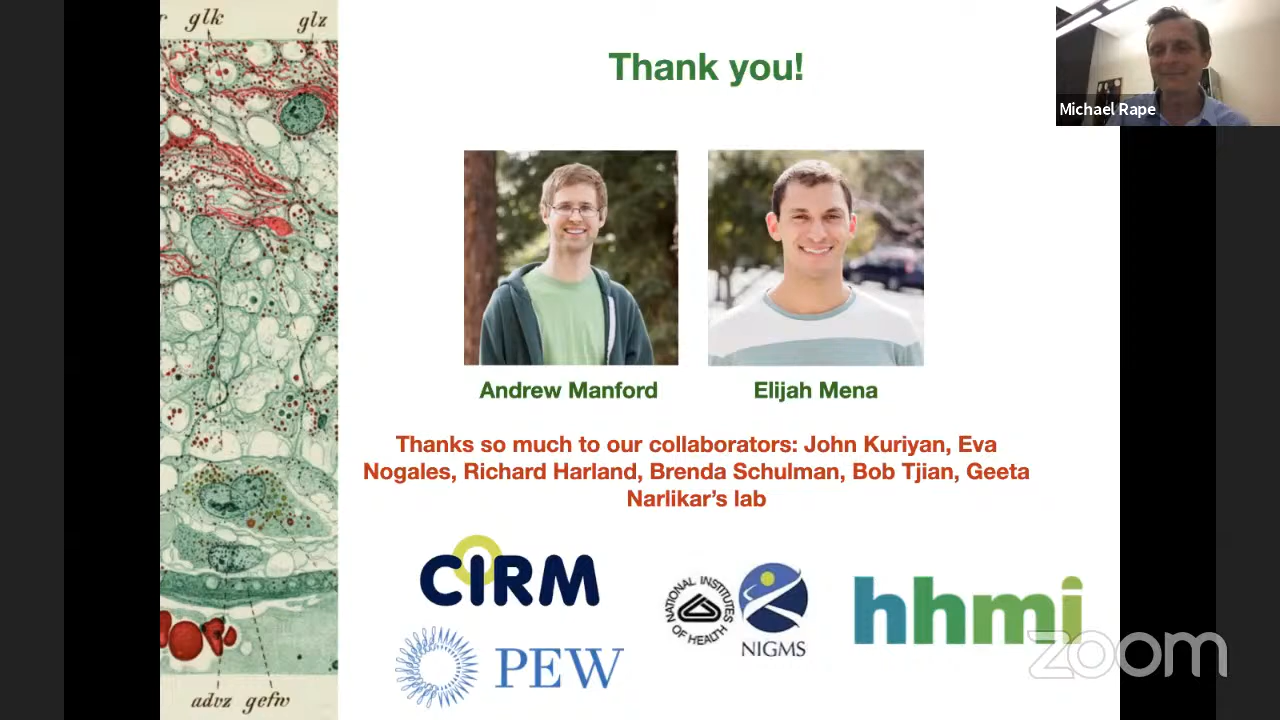 glk glz
Thank you!
Michael Rape
Andrew Manford
Elijah Mena
Thanks so much to our collaborators: John Kuriyan, Eva
Nogales, Richard Harland, Brenda Schulman, Bob Tjian, Geeta
Narlikar’s lab
CIRM
NATIONAL INSTITUTES
OF HEALTH
NIGMS
hhmi
PEW
zoom
advz gefw